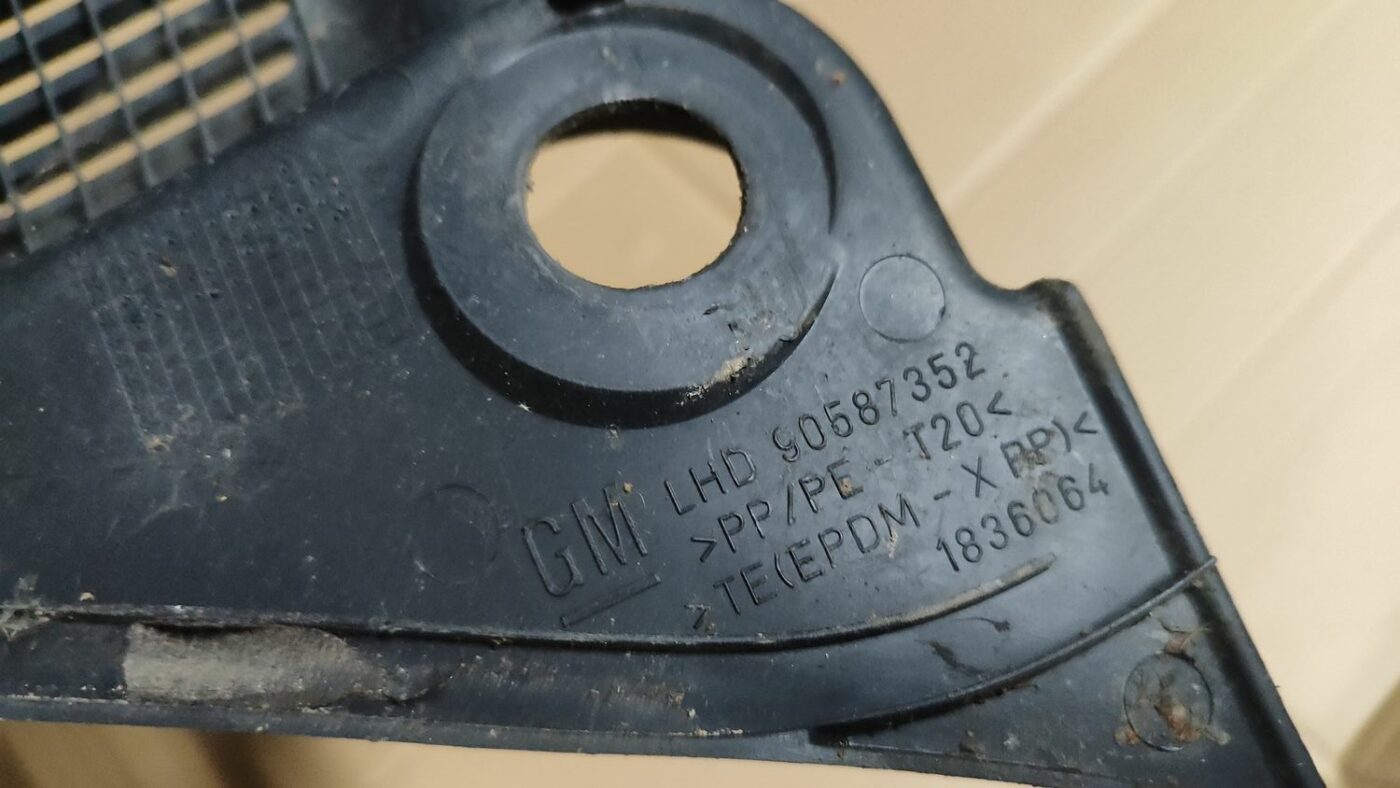 GM
LHD 90587352
>PP/PE - T20<
>TE(EPDM - X PP)<
1836064